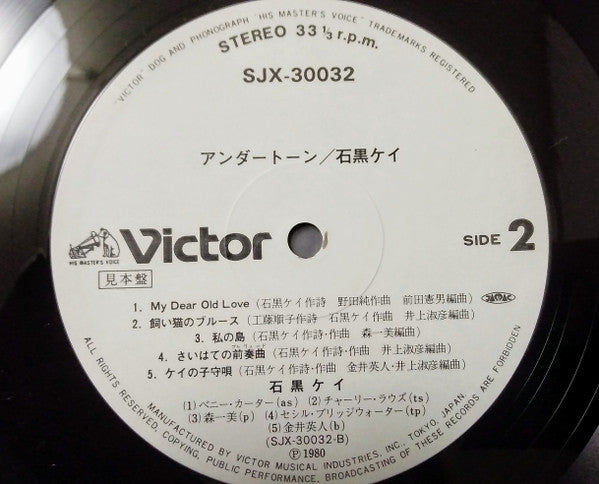 "VICTOR" DOG AND PHONOGRAPH "HIS MASTER'S VOICE" TRADEMARKS REGISTERED
STEREO 33 1/3 r.p.m.
SJX-30032
アンダートーン／石黒ケイ
HIS MASTER'S VOICE
Victor
SIDE 2
見本盤
1. My Dear Old Love (石黒ケイ作詩 野田純作曲 前田憲男編曲)
JASRAC
2. 飼い猫のブルース (工藤順子作詩 石黒ケイ作曲 井上淑彦編曲)
3. 私の島 (石黒ケイ作詩・作曲 森一美編曲)
4. さいはての前奏曲 (石黒ケイ作詩・作曲 井上淑彦編曲)
5. ケイの子守唄 (石黒ケイ作詩・作曲 金井英人・井上淑彦編曲)
石黒ケイ
(1)ベニー・カーター(as) (2)チャーリー・ラウズ(ts)
(3)森一美(p) (4)セシル・ブリッジウォーター(tp)
(5)金井英人(b)
(SJX-30032-B)
Ⓟ1980
MANUFACTURED BY VICTOR MUSICAL INDUSTRIES, INC., TOKYO, JAPAN.
ALL RIGHTS RESERVED. COPYING, PUBLIC PERFORMANCE, BROADCASTING OF THESE RECORDS ARE FORBIDDEN